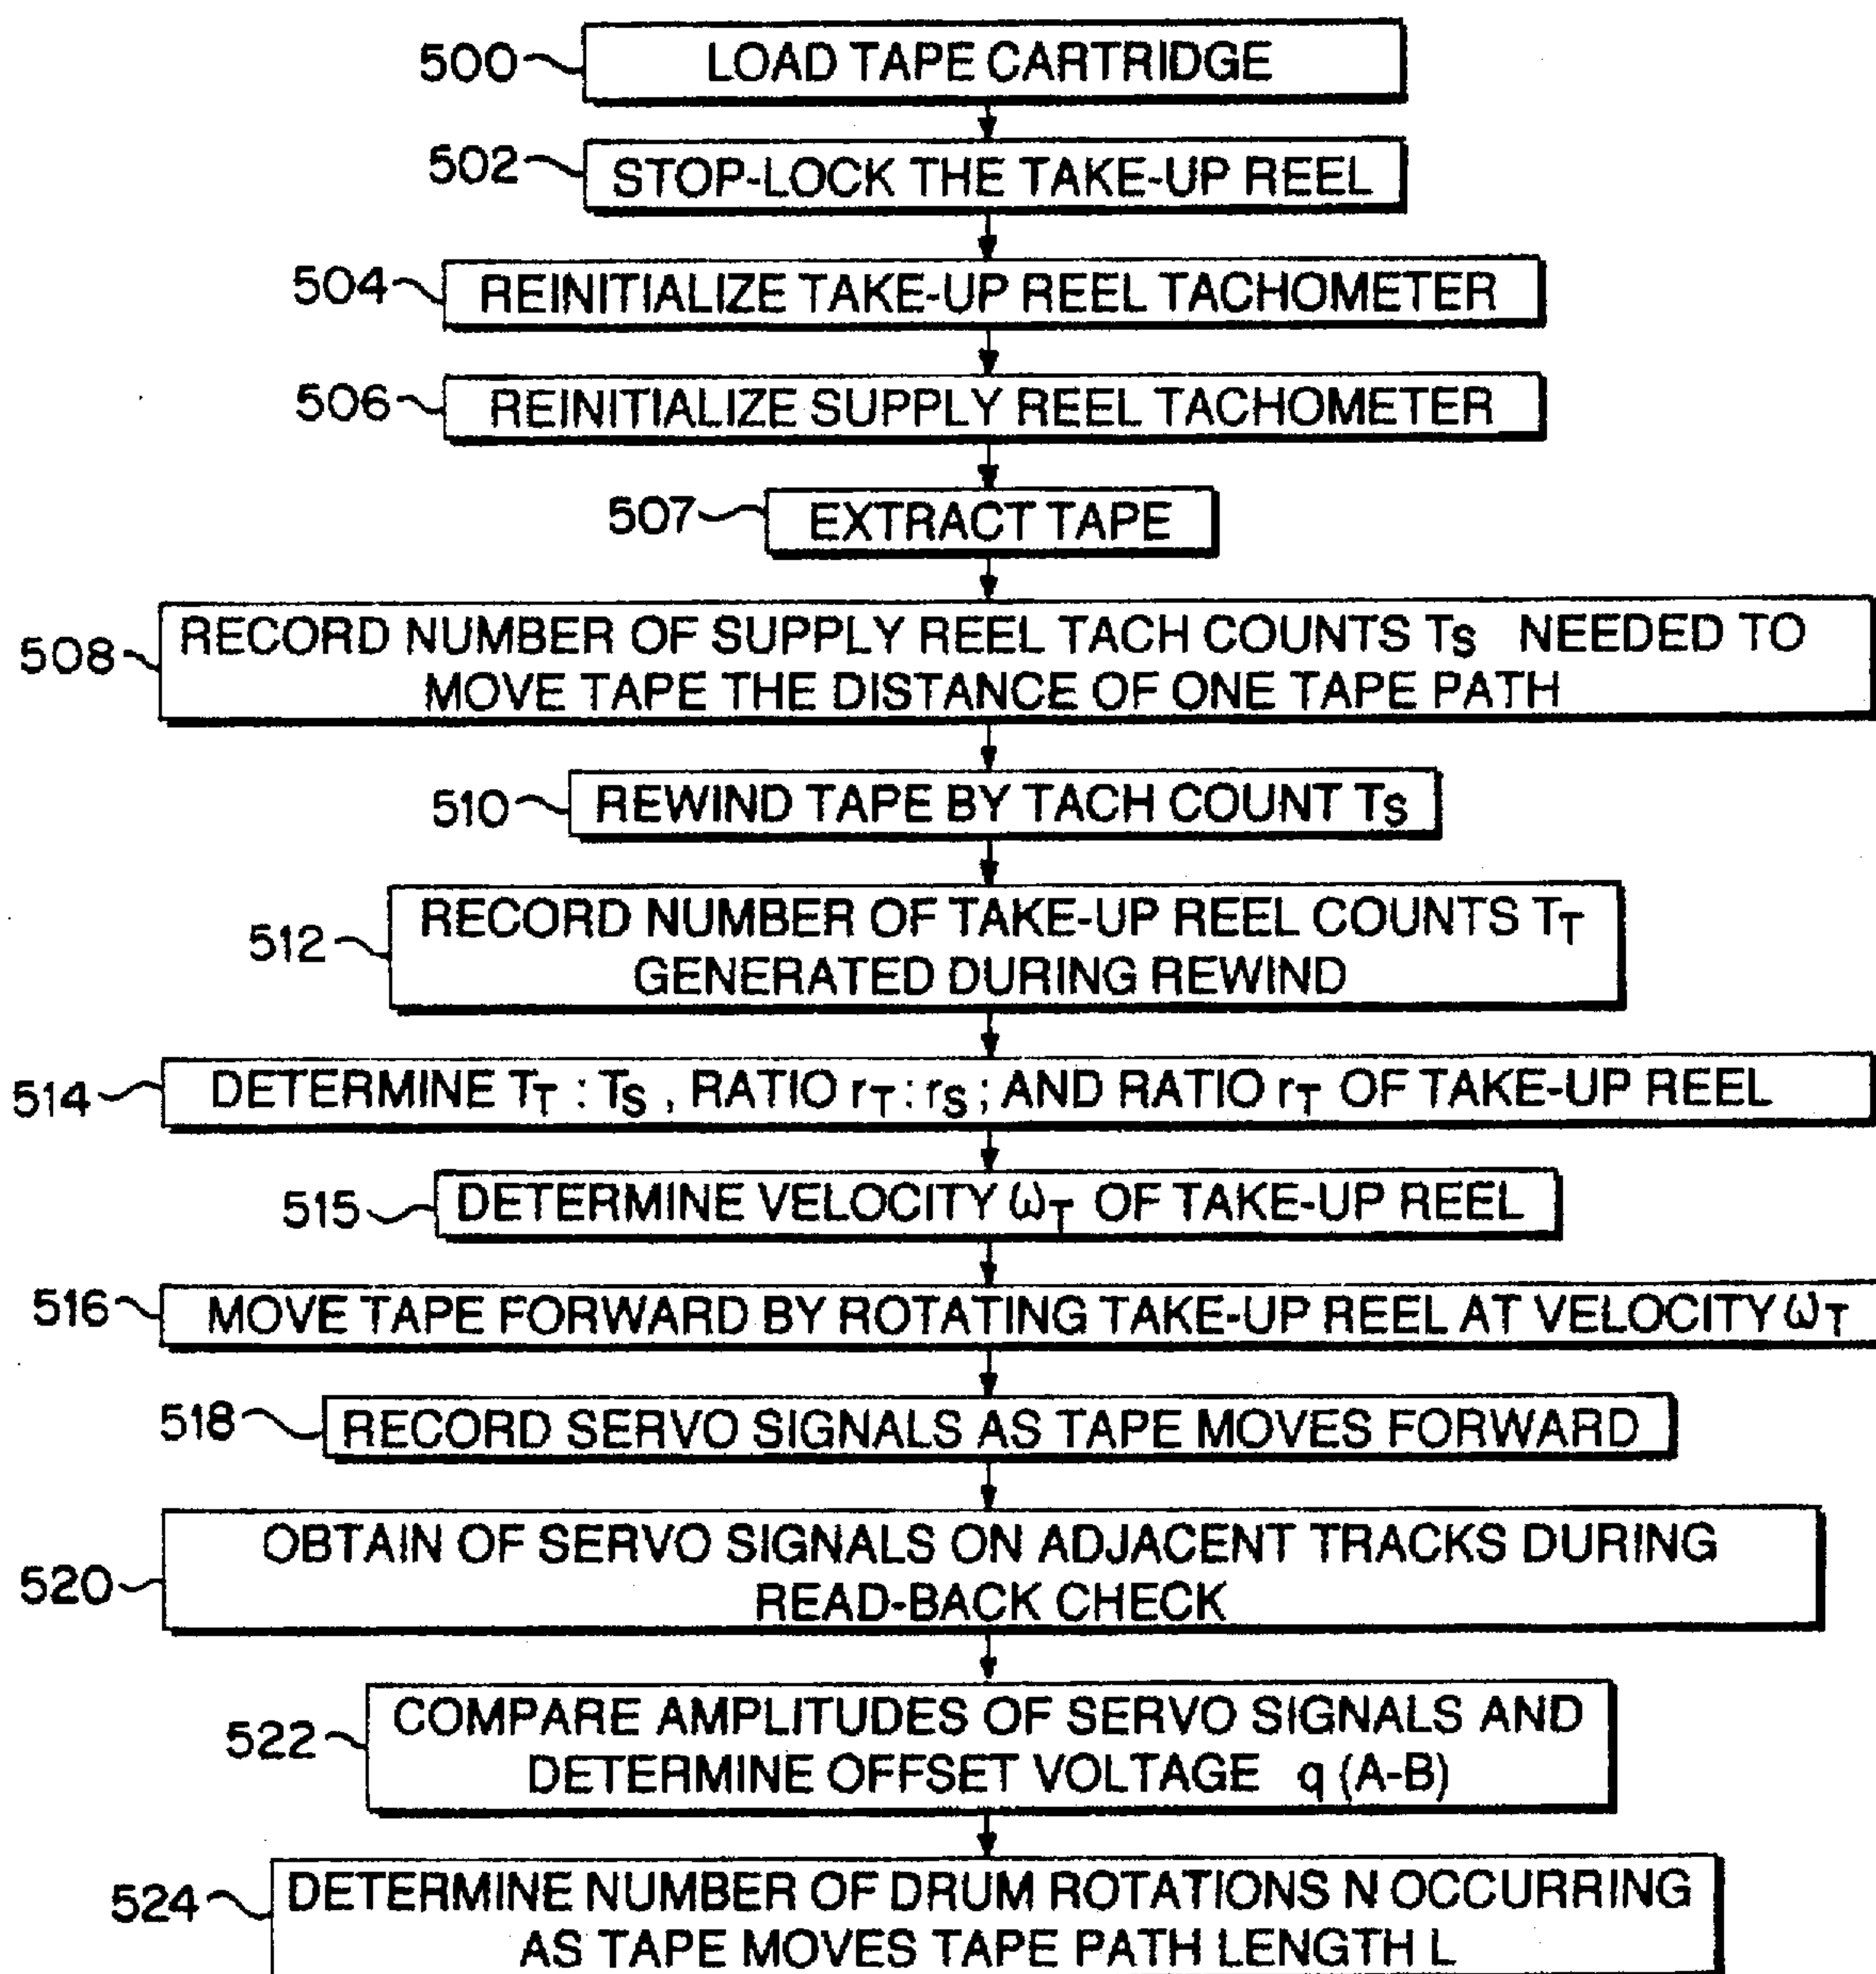 500 LOAD TAPE CARTRIDGE
502 STOP-LOCK THE TAKE-UP REEL
504 REINITIALIZE TAKE-UP REEL TACHOMETER
506 REINITIALIZE SUPPLY REEL TACHOMETER
507 EXTRACT TAPE
508 RECORD NUMBER OF SUPPLY REEL TACH COUNTS TS NEEDED TO
MOVE TAPE THE DISTANCE OF ONE TAPE PATH
510 REWIND TAPE BY TACH COUNT TS
512 RECORD NUMBER OF TAKE-UP REEL COUNTS TT
GENERATED DURING REWIND
514 DETERMINE TT : TS , RATIO rT : rS ; AND RATIO rT OF TAKE-UP REEL
515 DETERMINE VELOCITY ωT OF TAKE-UP REEL
516 MOVE TAPE FORWARD BY ROTATING TAKE-UP REEL AT VELOCITY ωT
518 RECORD SERVO SIGNALS AS TAPE MOVES FORWARD
520 OBTAIN OF SERVO SIGNALS ON ADJACENT TRACKS DURING
READ-BACK CHECK
522 COMPARE AMPLITUDES OF SERVO SIGNALS AND
DETERMINE OFFSET VOLTAGE q (A-B)
524 DETERMINE NUMBER OF DRUM ROTATIONS N OCCURRING
AS TAPE MOVES TAPE PATH LENGTH L